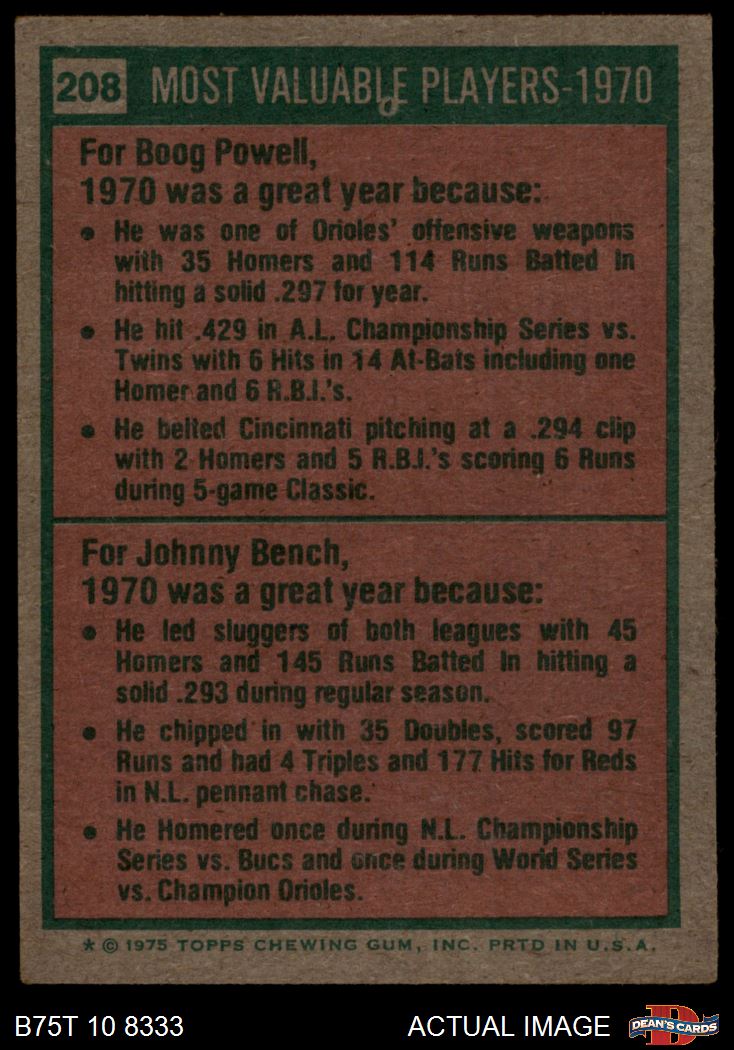 208 MOST VALUABLE PLAYERS-1970
For Boog Powell,
1970 was a great year because:
• He was one of Orioles' offensive weapons
with 35 Homers and 114 Runs Batted In
hitting a solid .297 for year.
• He hit .429 in A.L. Championship Series vs.
Twins with 6 Hits in 14 At-Bats including one
Homer and 6 R.B.I.'s.
• He belted Cincinnati pitching at a .294 clip
with 2 Homers and 5 R.B.I.'s scoring 6 Runs
during 5-game Classic.
For Johnny Bench,
1970 was a great year because:
• He led sluggers of both leagues with 45
Homers and 145 Runs Batted In hitting a
solid .293 during regular season.
• He chipped in with 35 Doubles, scored 97
Runs and had 4 Triples and 177 Hits for Reds
in N.L. pennant chase.
• He Homered once during N.L. Championship
Series vs. Bucs and once during World Series
vs. Champion Orioles.
* © 1975 TOPPS CHEWING GUM, INC. PRTD IN U.S.A.
B75T 10 8333 ACTUAL IMAGE DEAN'S CARDS